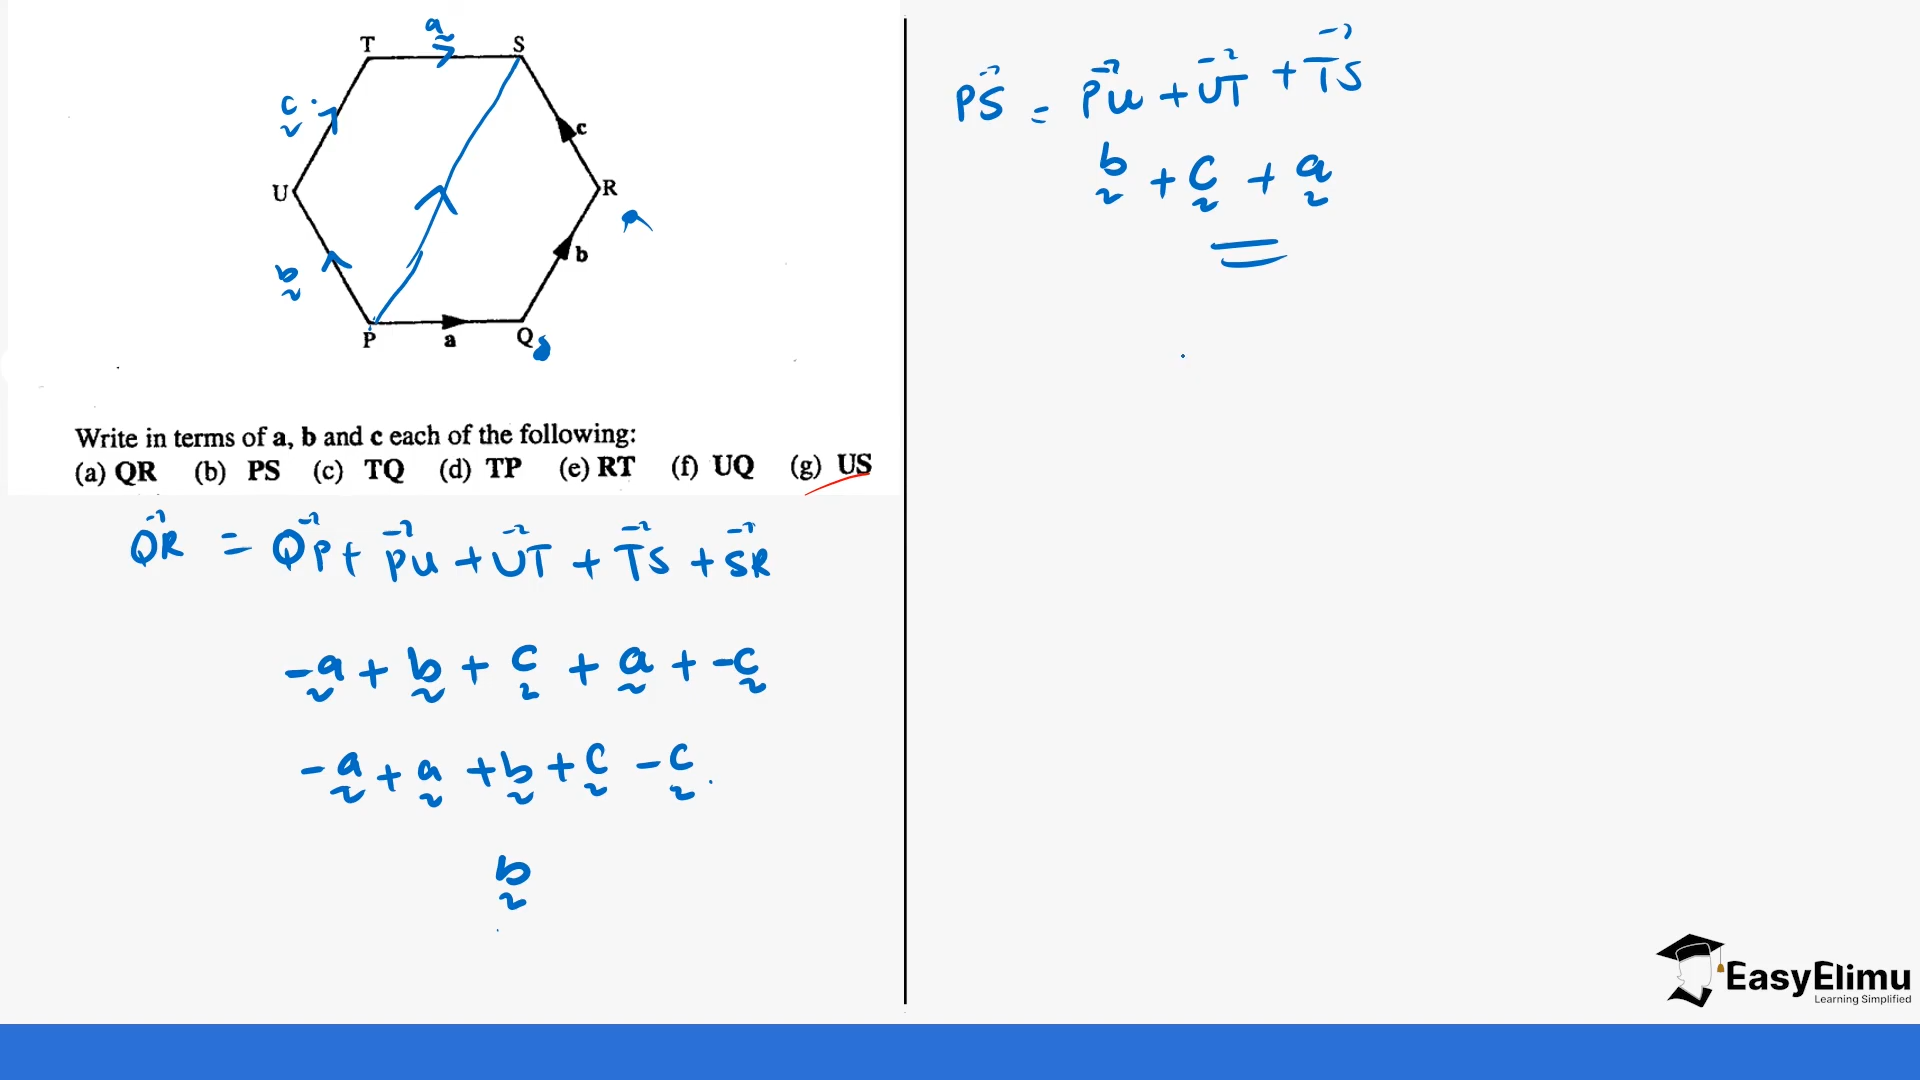 a
T S
c
c
U R
b
b
P a Q
Write in terms of a, b and c each of the following:
(a) QR (b) PS (c) TQ (d) TP (e) RT (f) UQ (g) US
QR = QP + PU + UT + TS + SR
-a + b + c + a + -c
-a + a + b + c - c
b
PS = PU + UT + TS
b + c + a
EasyElimu
Learning Simplified